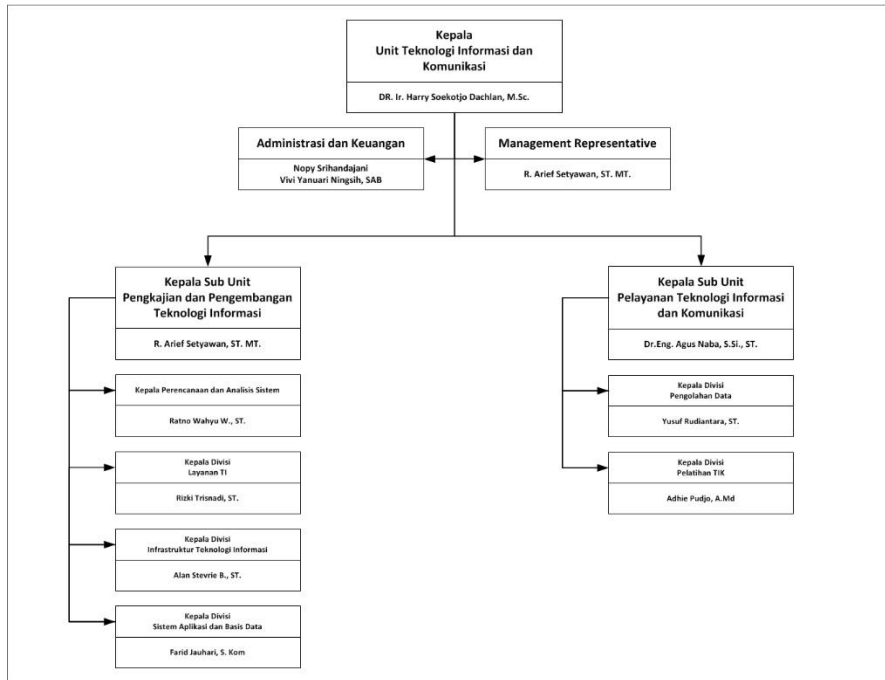 Kepala
Unit Teknologi Informasi dan
Komunikasi
DR. Ir. Harry Soekotjo Dachlan, M.Sc.
Administrasi dan Keuangan
Nopy Srihandajani
Vivi Yanuari Ningsih, SAB
Management Representative
R. Arief Setyawan, ST. MT.
Kepala Sub Unit
Pengkajian dan Pengembangan
Teknologi Informasi
R. Arief Setyawan, ST. MT.
Kepala Perencanaan dan Analisis Sistem
Ratno Wahyu W., ST.
Kepala Divisi
Layanan TI
Rizki Trisnadi, ST.
Kepala Divisi
Infrastruktur Teknologi Informasi
Alan Stevrie B., ST.
Kepala Divisi
Sistem Aplikasi dan Basis Data
Farid Jauhari, S. Kom
Kepala Sub Unit
Pelayanan Teknologi Informasi
dan Komunikasi
Dr.Eng. Agus Naba, S.Si., ST.
Kepala Divisi
Pengolahan Data
Yusuf Rudiantara, ST.
Kepala Divisi
Pelatihan TIK
Adhie Pudjo, A.Md